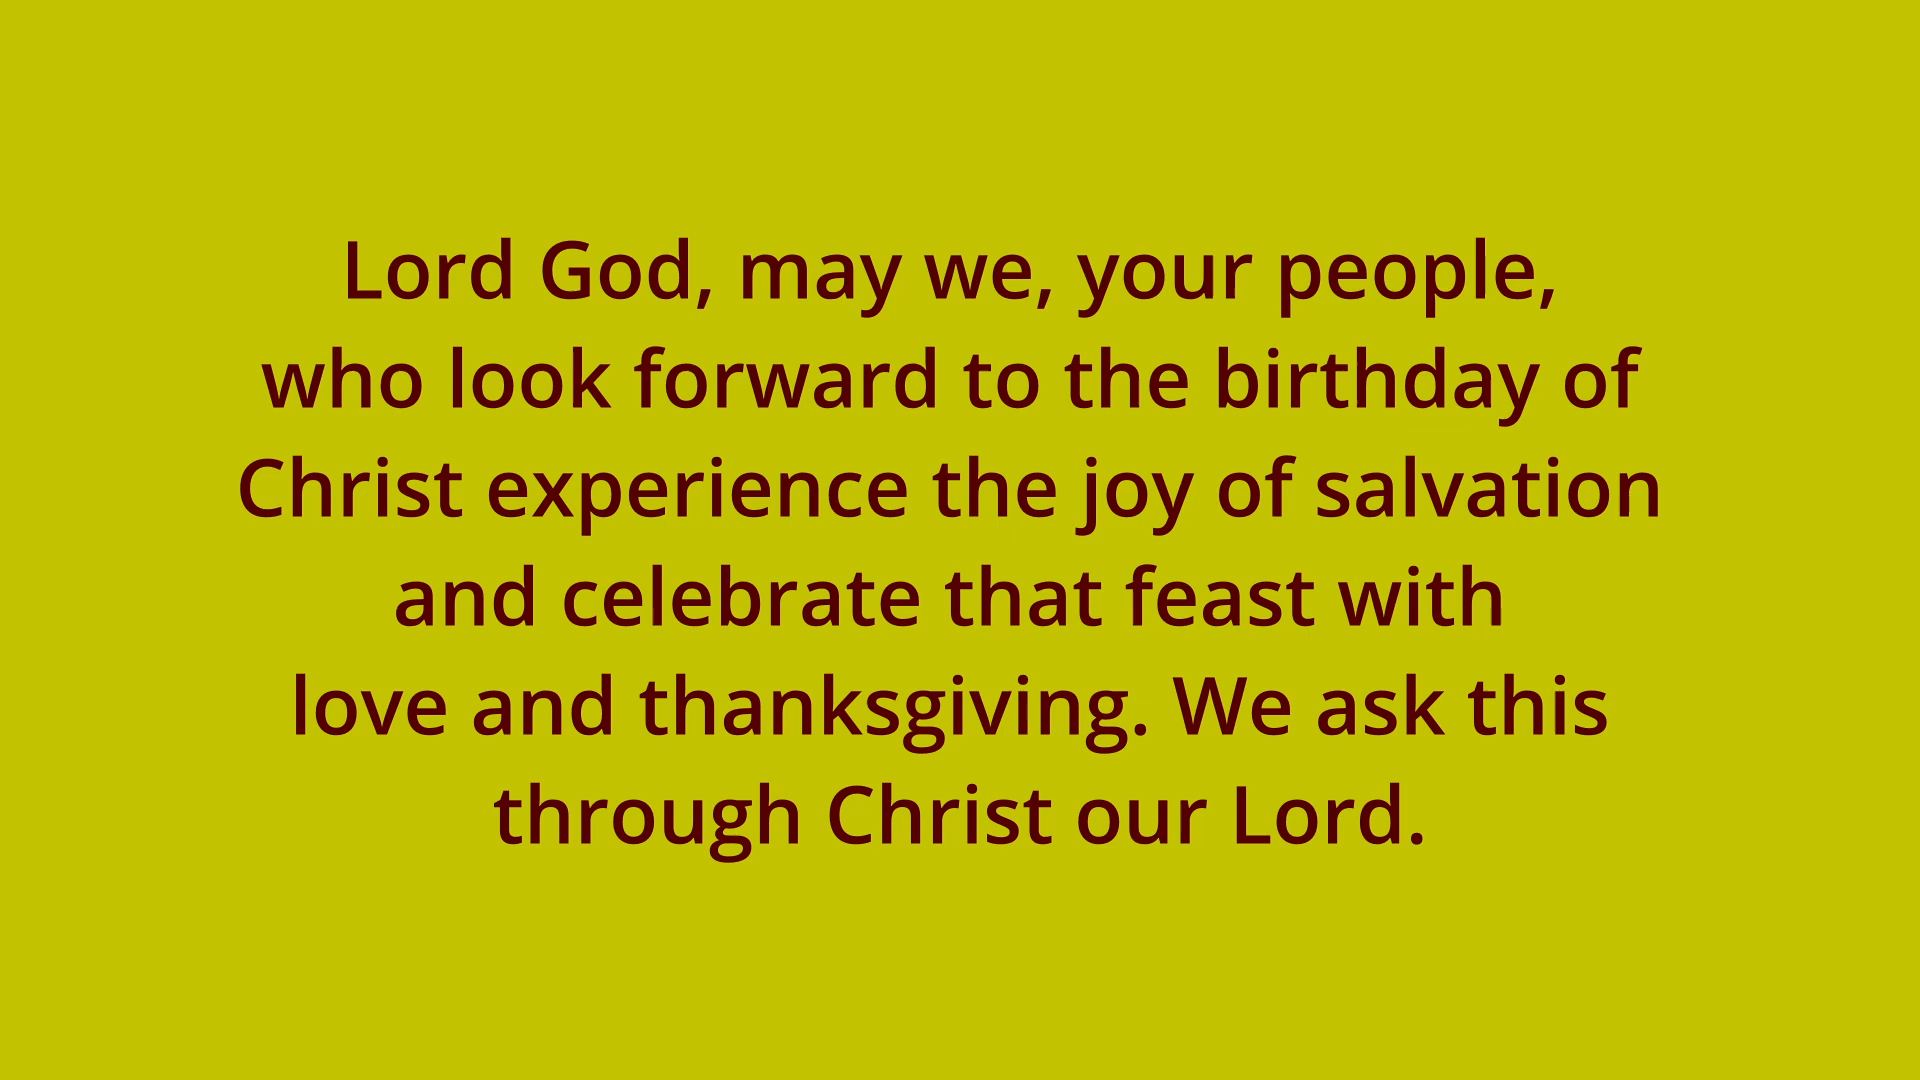 Lord God, may we, your people,
who look forward to the birthday of
Christ experience the joy of salvation
and celebrate that feast with
love and thanksgiving. We ask this
through Christ our Lord.